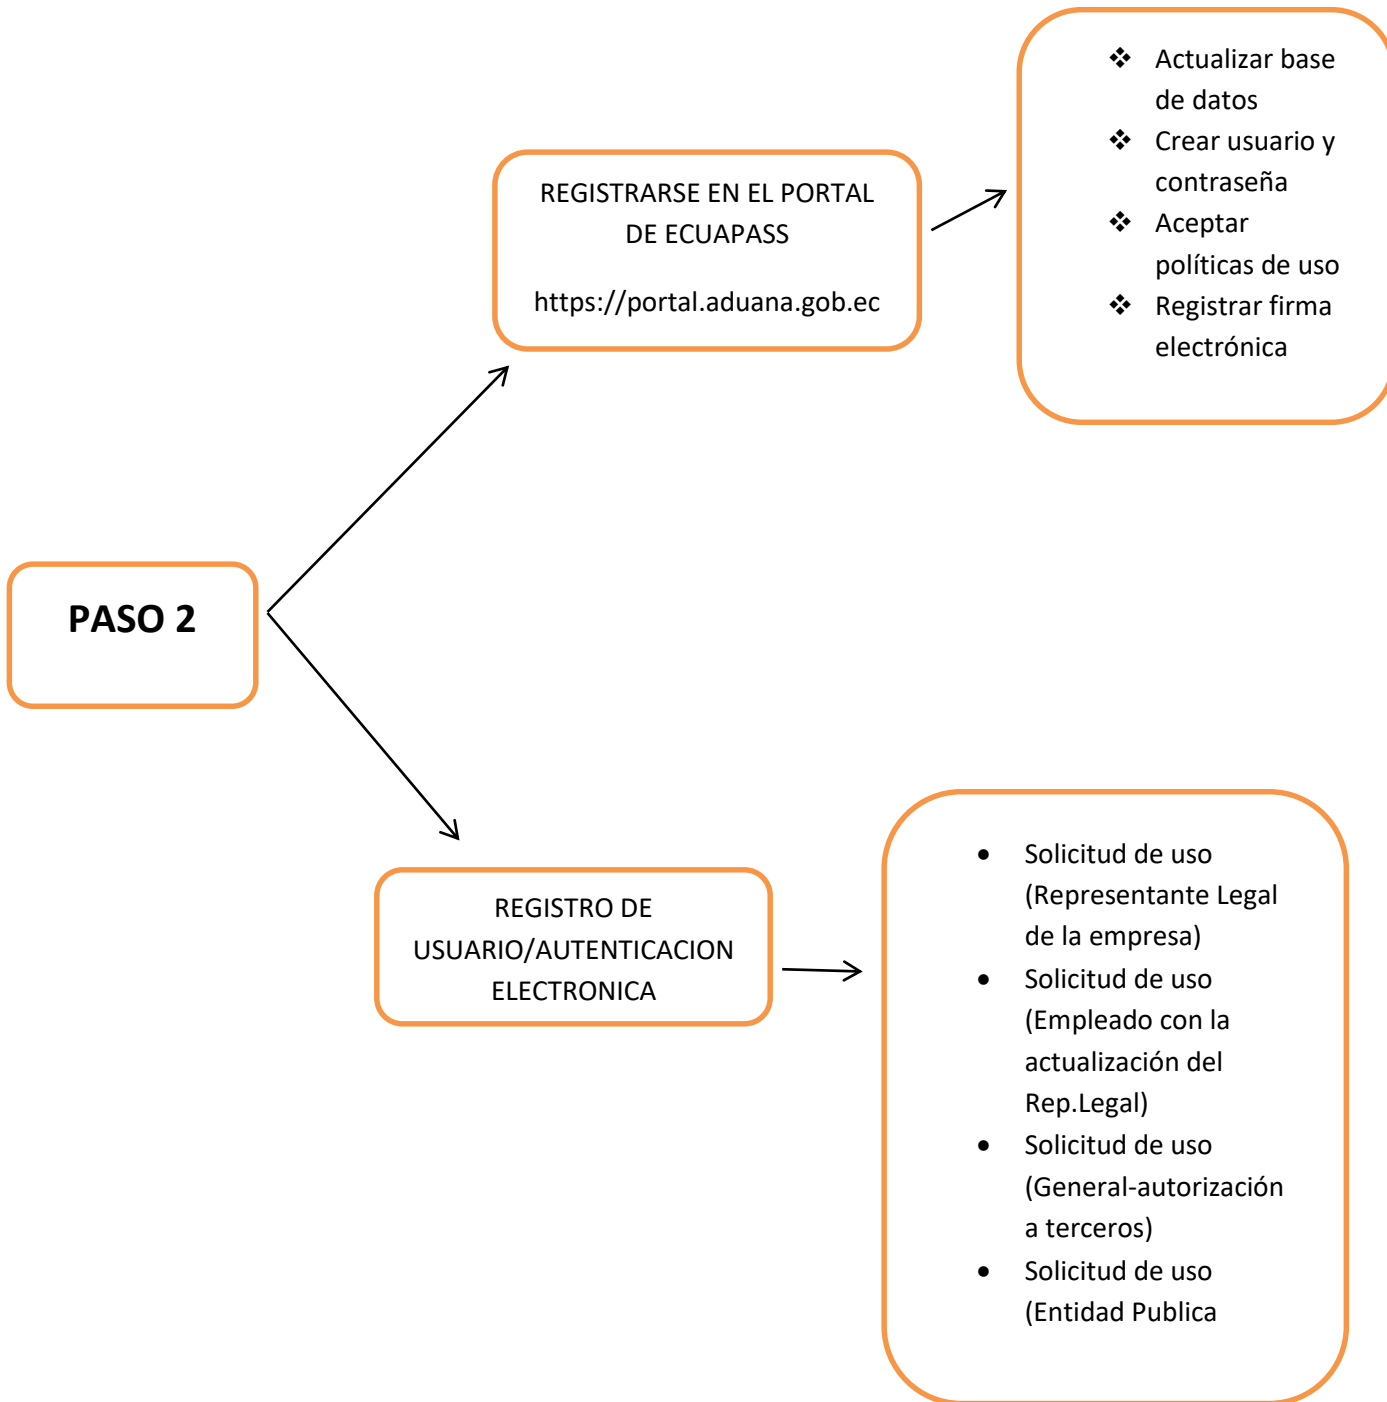 ❖ Actualizar base
de datos
❖ Crear usuario y
contraseña
❖ Aceptar
políticas de uso
❖ Registrar firma
electrónica
REGISTRARSE EN EL PORTAL
DE ECUAPASS
https://portal.aduana.gob.ec
PASO 2
REGISTRO DE
USUARIO/AUTENTICACION
ELECTRONICA
• Solicitud de uso
(Representante Legal
de la empresa)
• Solicitud de uso
(Empleado con la
actualización del
Rep.Legal)
• Solicitud de uso
(General-autorización
a terceros)
• Solicitud de uso
(Entidad Publica